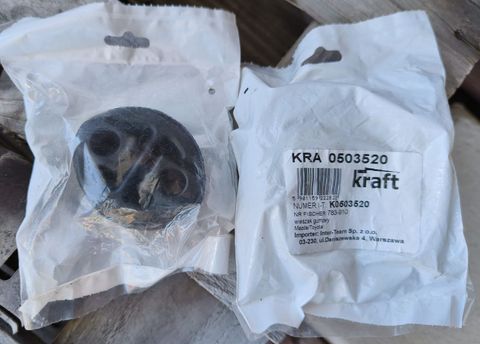 KRA 0503520
kraft
NUMER I-T: K0503520
NR FISCHER 783-910
wieszak gumowy
Mazda/Toyota
Importer: Inter-Team Sp. z o.o.
03-230, ul.Daniszewska 4, Warszawa